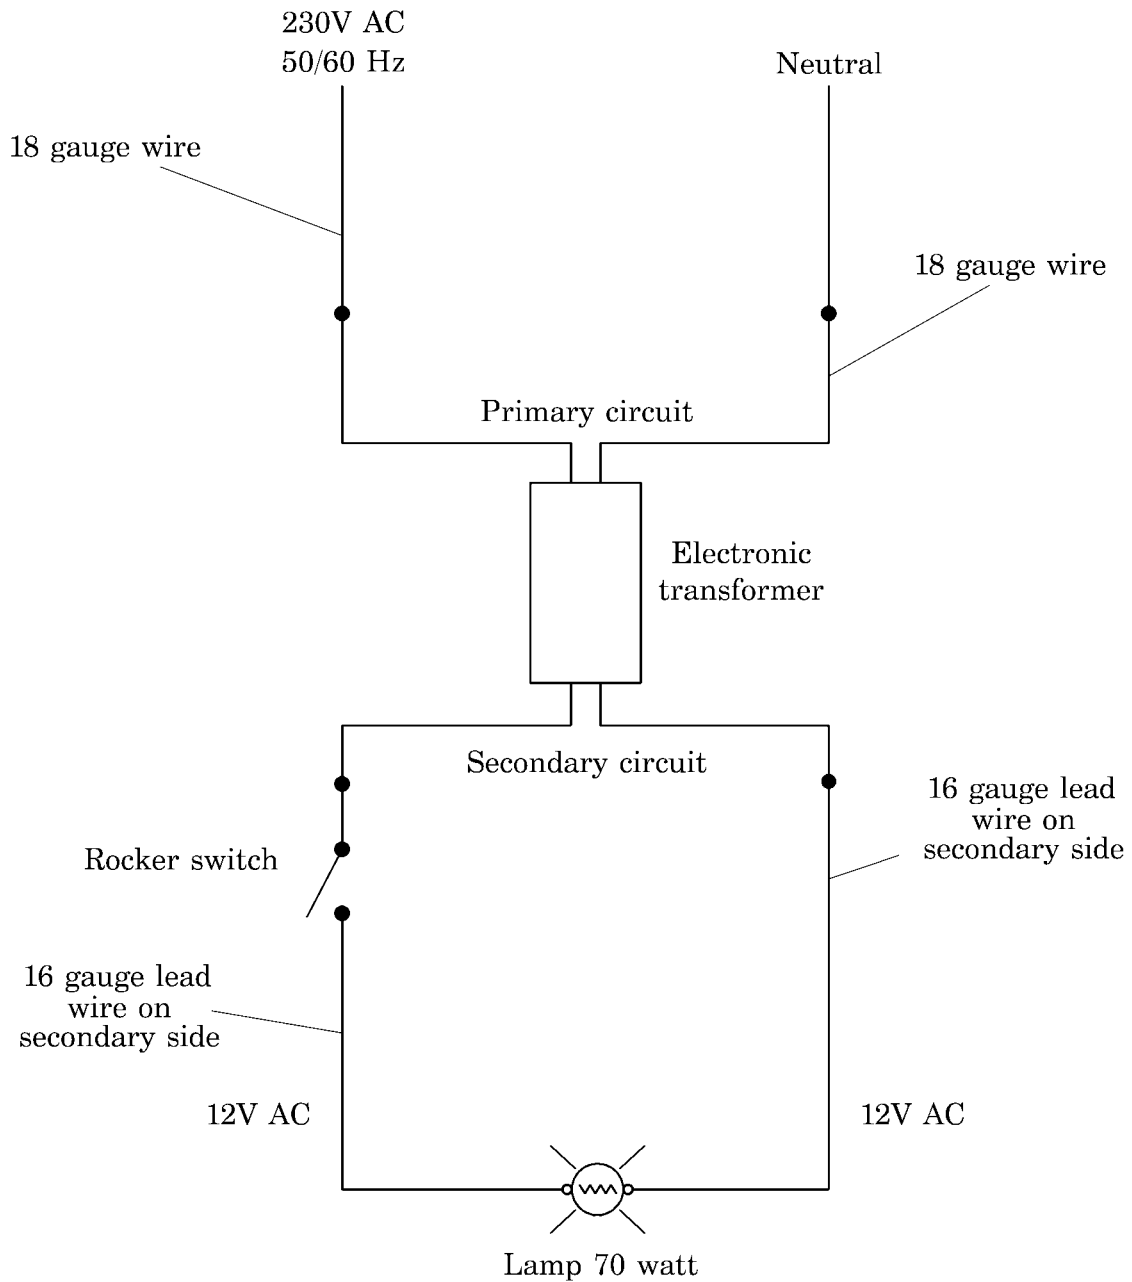 230V AC
50/60 Hz
Neutral
18 gauge wire
18 gauge wire
Primary circuit
Electronic
transformer
Secondary circuit
16 gauge lead
wire on
secondary side
Rocker switch
16 gauge lead
wire on
secondary side
12V AC
12V AC
Lamp 70 watt